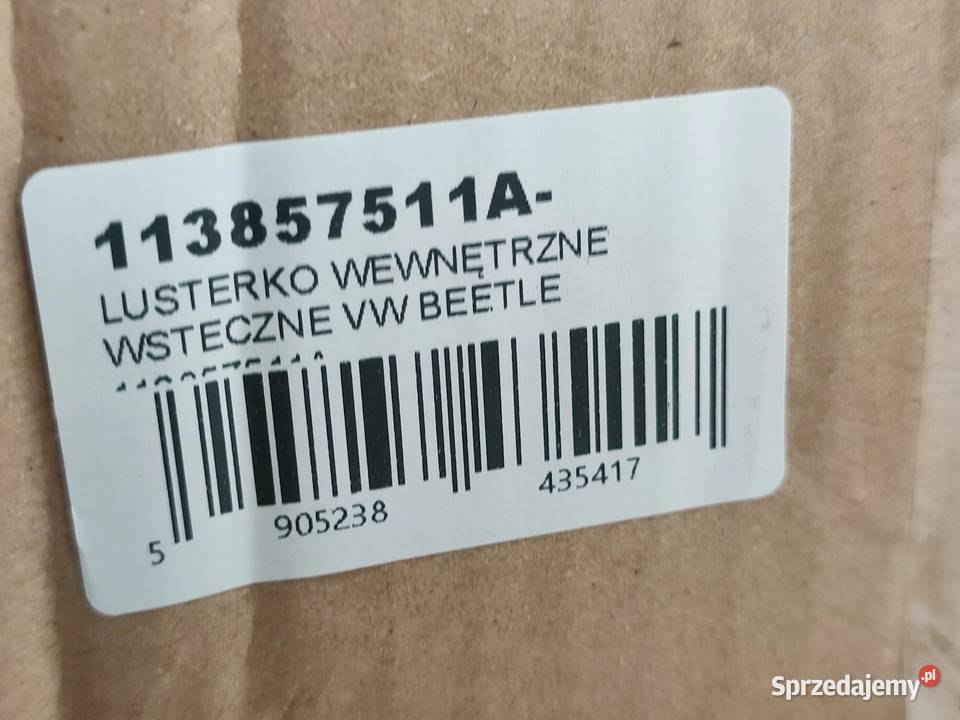 113857511A-
LUSTERKO WEWNĘTRZNE
WSTECZNE VW BEETLE
5 905238 435417
Sprzedajemy.pl